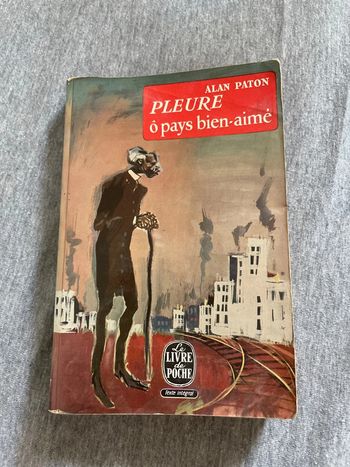 ALAN PATON
PLEURE
ô pays bien-aimé
Le
LIVRE
de
POCHE
Texte intégral